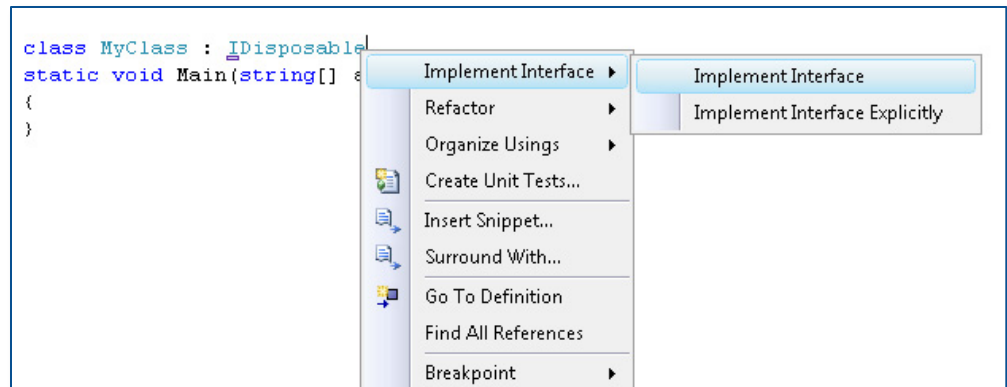 class MyClass : IDisposable
static void Main(string[] a
{
}
Implement Interface
Refactor
Organize Usings
Create Unit Tests...
Insert Snippet...
Surround With...
Go To Definition
Find All References
Breakpoint
Implement Interface
Implement Interface Explicitly